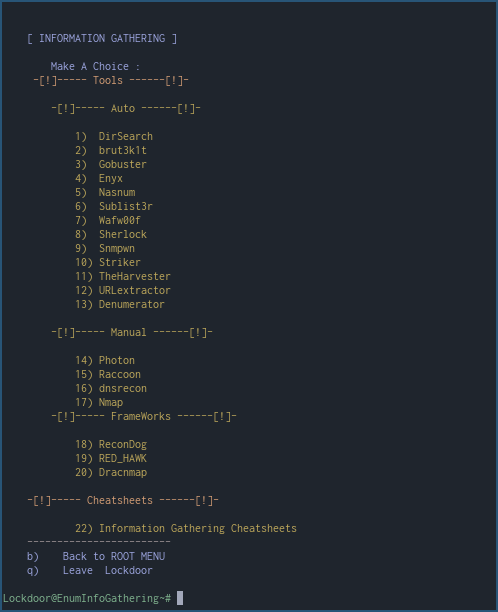 [ INFORMATION GATHERING ]
Make A Choice :
-[!]----- Tools ------[!]-
-[!]----- Auto ------[!]-
1) DirSearch
2) brut3k1t
3) Gobuster
4) Enyx
5) Nasnum
6) Sublist3r
7) Wafw00f
8) Sherlock
9) Snmpwn
10) Striker
11) TheHarvester
12) URLextractor
13) Denumerator
-[!]----- Manual ------[!]-
14) Photon
15) Raccoon
16) dnsrecon
17) Nmap
-[!]----- FrameWorks ------[!]-
18) ReconDog
19) RED_HAWK
20) Dracnmap
-[!]----- Cheatsheets ------[!]-
22) Information Gathering Cheatsheets
------------------------
b) Back to ROOT MENU
q) Leave Lockdoor
Lockdoor@EnumInfoGathering~#